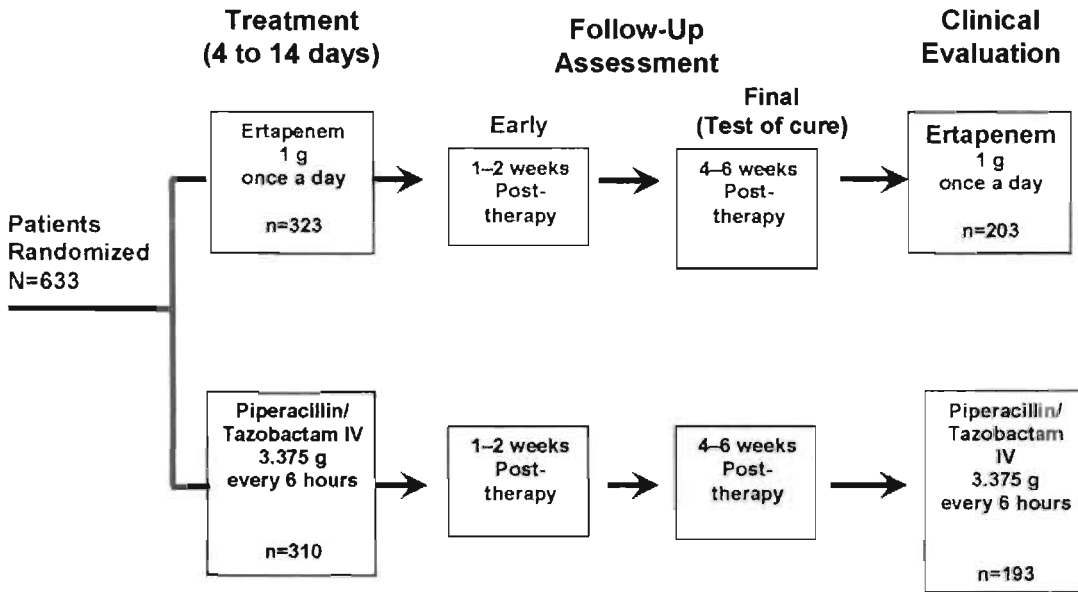 Treatment
(4 to 14 days)
Follow-Up
Assessment
Clinical
Evaluation
Early
Final
(Test of cure)
Patients
Randomized
N=633
Ertapenem
1 g
once a day
n=323
1–2 weeks
Post-
therapy
4–6 weeks
Post-
therapy
Ertapenem
1 g
once a day
n=203
Piperacillin/
Tazobactam IV
3.375 g
every 6 hours
n=310
1–2 weeks
Post-
therapy
4–6 weeks
Post-
therapy
Piperacillin/
Tazobactam
IV
3.375 g
every 6 hours
n=193